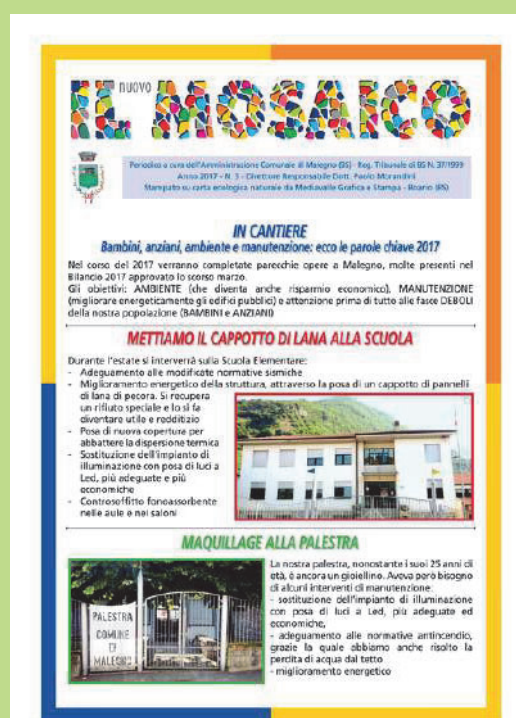 nuovo
IL MOSAICO
Periodico a cura dell'Amministrazione Comunale di Malegno (BS) - Reg. Tribunale di BS N. 37/1999
Anno 2017 - N. 3 - Direttore Responsabile Dott. Paolo Morandini
Stampato su carta ecologica naturale da Mediavalle Grafica e Stampa - Boario (BS)
IN CANTIERE
Bambini, anziani, ambiente e manutenzione: ecco le parole chiave 2017
Nel corso del 2017 verranno completate parecchie opere a Malegno, molte presenti nel
Bilancio 2017 approvato lo scorso marzo.
Gli obiettivi: AMBIENTE (che diventa anche risparmio economico), MANUTENZIONE
(migliorare energeticamente gli edifici pubblici) e attenzione prima di tutto alle fasce DEBOLI
della nostra popolazione (BAMBINI e ANZIANI)
METTIAMO IL CAPPOTTO DI LANA ALLA SCUOLA
Durante l'estate si interverrà sulla Scuola Elementare:
- Adeguamento alle modificate normative sismiche
- Miglioramento energetico della struttura, attraverso la posa di un cappotto di pannelli
di lana di pecora. Si recupera
un rifiuto speciale e lo si fa
diventare utile e redditizio
- Posa di nuova copertura per
abbattere la dispersione termica
- Sostituzione dell'impianto di
illuminazione con posa di luci a
Led, più adeguate e più
economiche
- Controsoffitto fonoassorbente
nelle aule e nei saloni
MAQUILLAGE ALLA PALESTRA
PALESTRA
COMUNE
DI
MALEGNO
La nostra palestra, nonostante i suoi 25 anni di
età, è ancora un gioiellino. Aveva però bisogno
di alcuni interventi di manutenzione:
- sostituzione dell'impianto di illuminazione
con posa di luci a Led, più adeguate ed
economiche,
- adeguamento alle normative antincendio,
grazie la quale abbiamo anche risolto la
perdita di acqua dal tetto
- miglioramento energetico